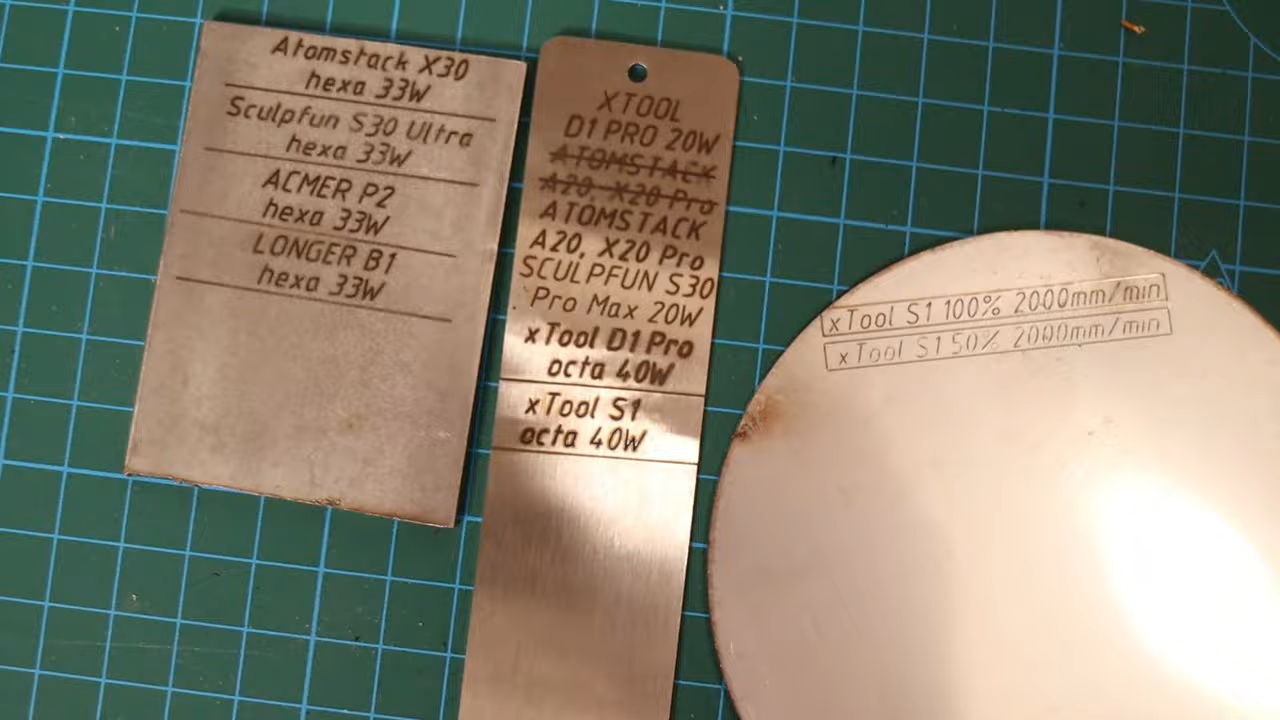 Atomstack X30
hexa 33W
Sculpfun S30 Ultra
hexa 33W
ACMER P2
hexa 33W
LONGER B1
hexa 33W
XTOOL
D1 PRO 20W
ATOMSTACK
A20, X20 Pro
ATOMSTACK
A20, X20 Pro
SCULPFUN S30
Pro Max 20W
xTool D1 Pro
octa 40W
xTool S1
octa 40W
xTool S1 100% 2000mm/min
xTool S1 50% 2000mm/min